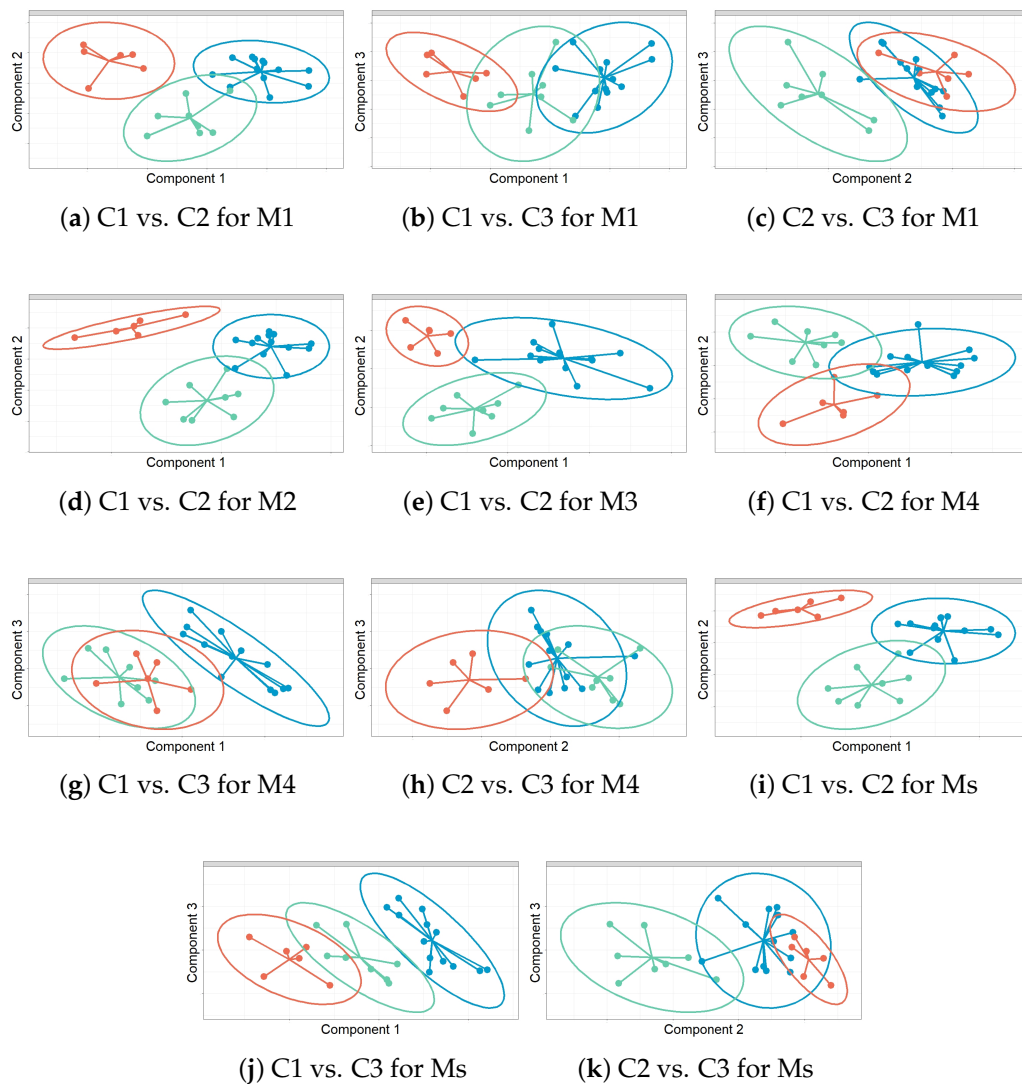 Component 2
Component 1
(a) C1 vs. C2 for M1
Component 3
Component 1
(b) C1 vs. C3 for M1
Component 3
Component 2
(c) C2 vs. C3 for M1
Component 2
Component 1
(d) C1 vs. C2 for M2
Component 2
Component 1
(e) C1 vs. C2 for M3
Component 2
Component 1
(f) C1 vs. C2 for M4
Component 3
Component 1
(g) C1 vs. C3 for M4
Component 3
Component 2
(h) C2 vs. C3 for M4
Component 2
Component 1
(i) C1 vs. C2 for Ms
Component 3
Component 1
(j) C1 vs. C3 for Ms
Component 3
Component 2
(k) C2 vs. C3 for Ms